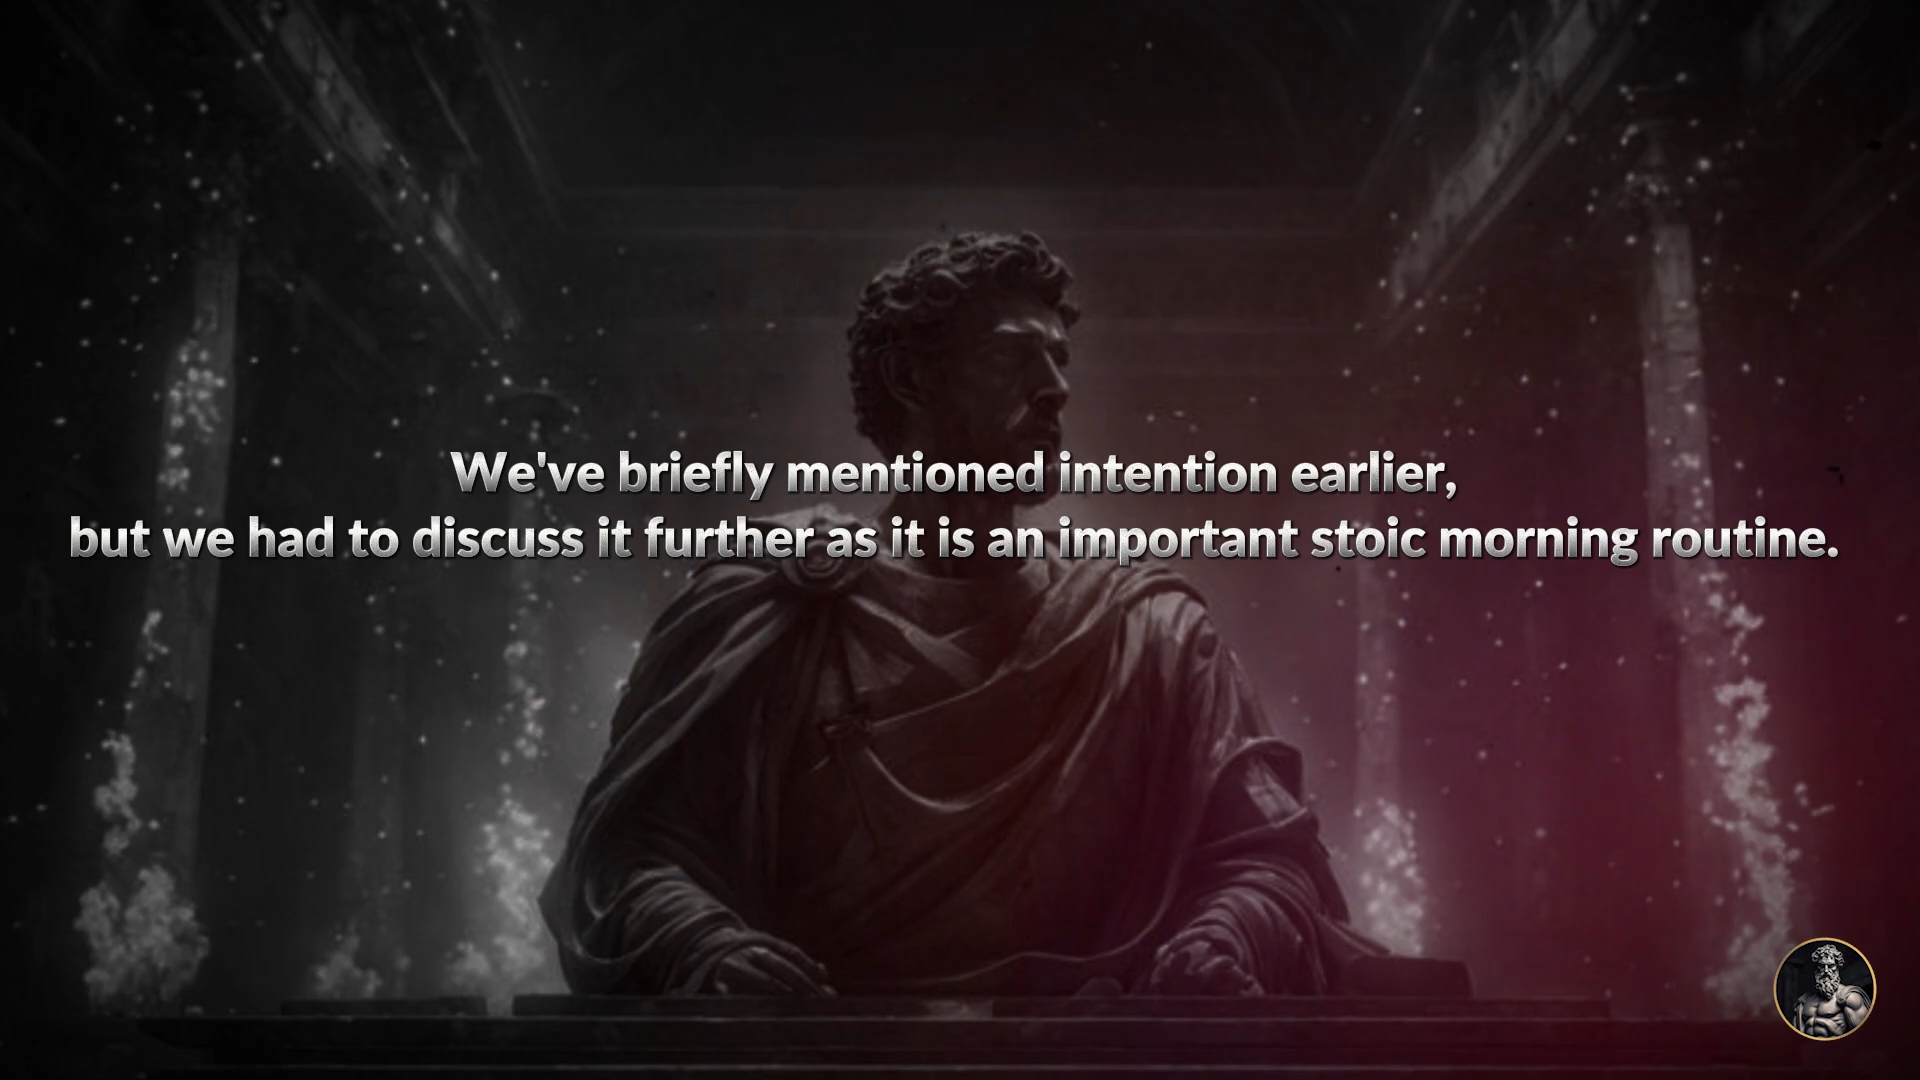 We've briefly mentioned intention earlier,
but we had to discuss it further as it is an important stoic morning routine.